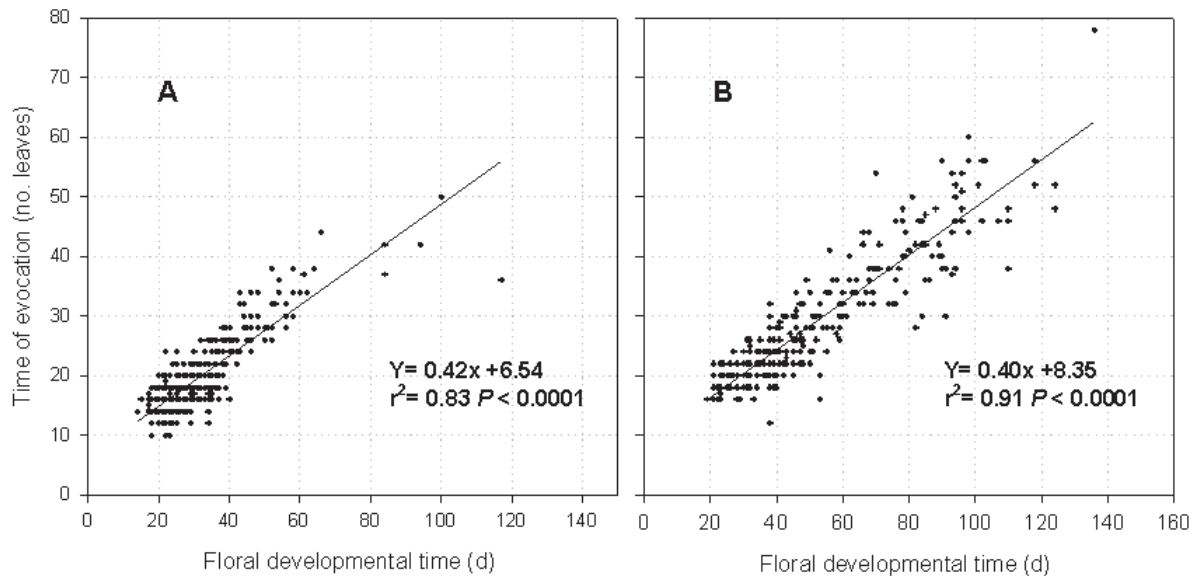 80
70
60
50
40
30
20
10
0
Time of evocation (no. leaves)
A
Y= 0.42x +6.54
r²= 0.83 P < 0.0001
0 20 40 60 80 100 120 140
Floral developmental time (d)
B
Y= 0.40x +8.35
r²= 0.91 P < 0.0001
0 20 40 60 80 100 120 140 160
Floral developmental time (d)